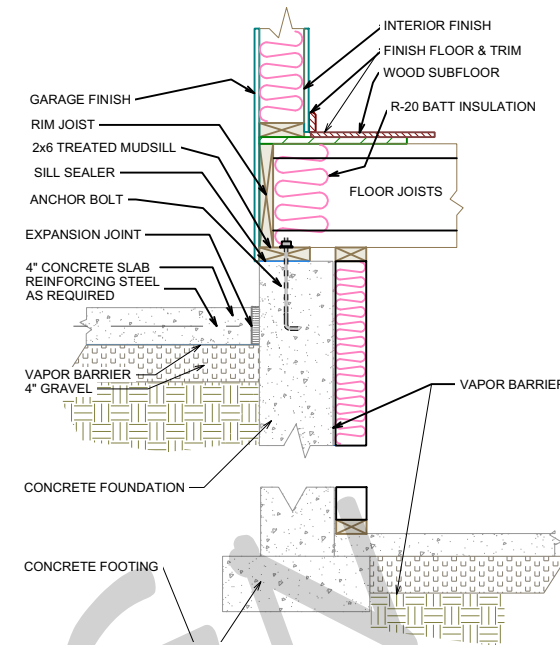 INTERIOR FINISH
FINISH FLOOR & TRIM
WOOD SUBFLOOR
GARAGE FINISH
R-20 BATT INSULATION
RIM JOIST
2x6 TREATED MUDSILL
SILL SEALER
FLOOR JOISTS
ANCHOR BOLT
EXPANSION JOINT
4" CONCRETE SLAB
REINFORCING STEEL
AS REQUIRED
VAPOR BARRIER
4" GRAVEL
VAPOR BARRIER
CONCRETE FOUNDATION
CONCRETE FOOTING